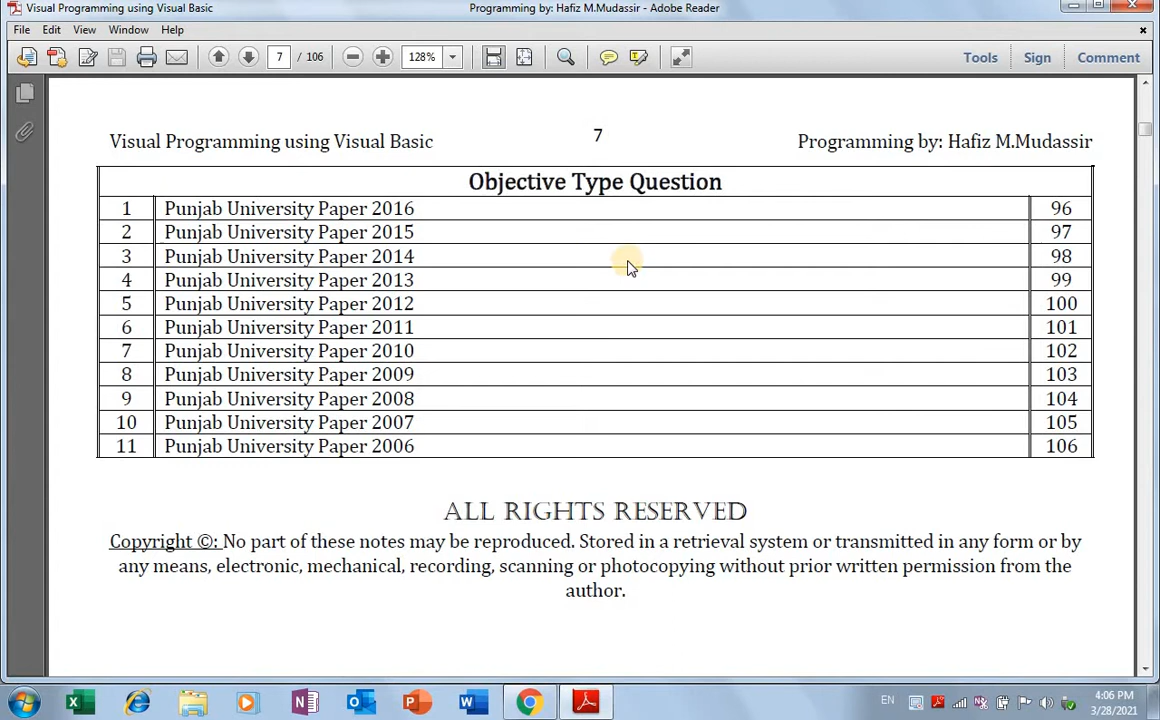 Visual Programming using Visual Basic Programming by: Hafiz M.Mudassir - Adobe Reader
File Edit View Window Help
7 / 106 128% Tools Sign Comment
Visual Programming using Visual Basic 7 Programming by: Hafiz M.Mudassir
Objective Type Question
1 Punjab University Paper 2016 96
2 Punjab University Paper 2015 97
3 Punjab University Paper 2014 98
4 Punjab University Paper 2013 99
5 Punjab University Paper 2012 100
6 Punjab University Paper 2011 101
7 Punjab University Paper 2010 102
8 Punjab University Paper 2009 103
9 Punjab University Paper 2008 104
10 Punjab University Paper 2007 105
11 Punjab University Paper 2006 106
ALL RIGHTS RESERVED
Copyright ©: No part of these notes may be reproduced. Stored in a retrieval system or transmitted in any form or by
any means, electronic, mechanical, recording, scanning or photocopying without prior written permission from the
author.
EN 4:06 PM
3/28/2021